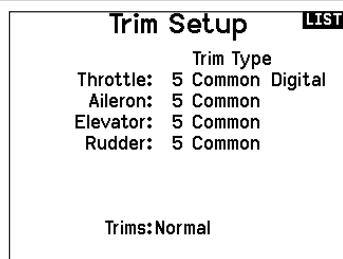 Trim Setup LIST
Trim Type
Throttle: 5 Common Digital
Aileron: 5 Common
Elevator: 5 Common
Rudder: 5 Common
Trims:Normal